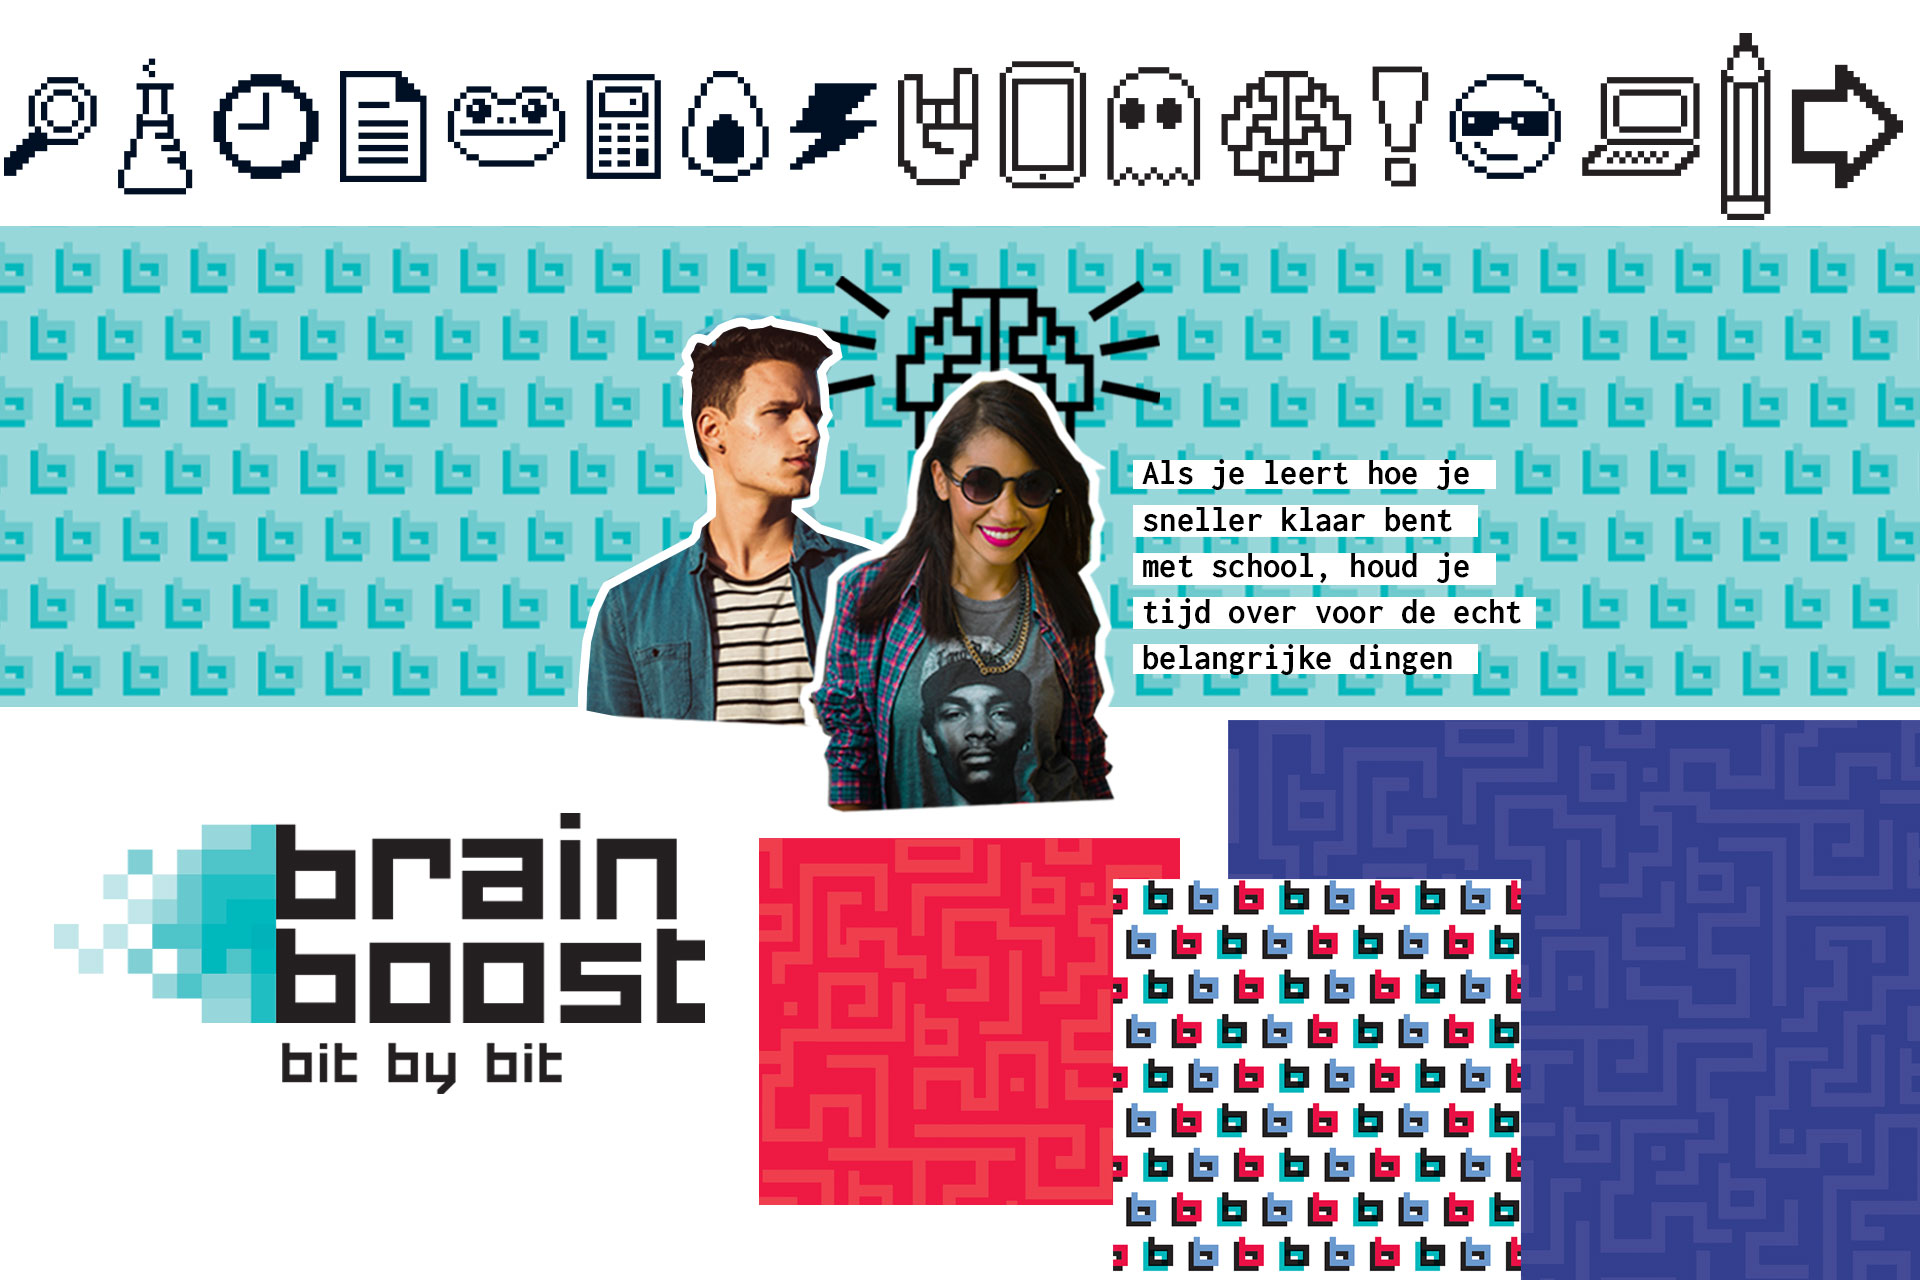 Als je leert hoe je
sneller klaar bent
met school, houd je
tijd over voor de echt
belangrijke dingen
brain
boost
bit by bit